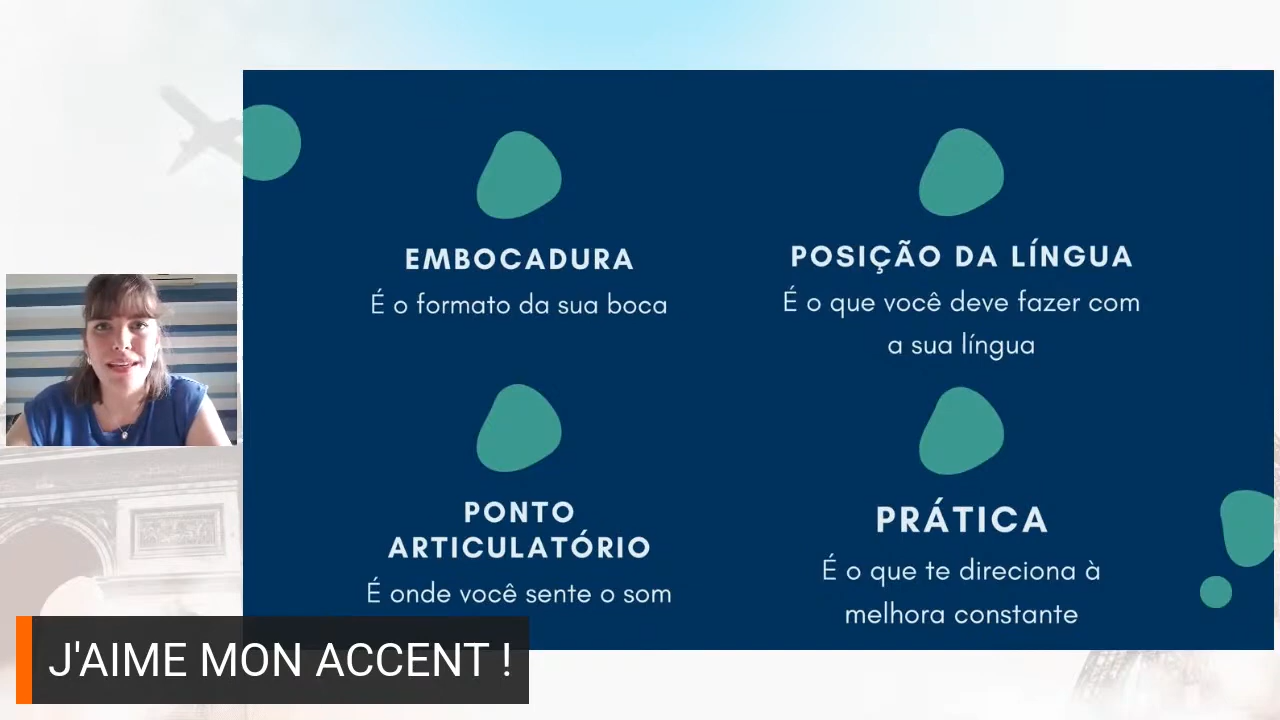 EMBOCADURA
É o formato da sua boca
POSIÇÃO DA LÍNGUA
É o que você deve fazer com
a sua língua
PONTO
ARTICULATÓRIO
É onde você sente o som
PRÁTICA
É o que te direciona à
melhora constante
J'AIME MON ACCENT !